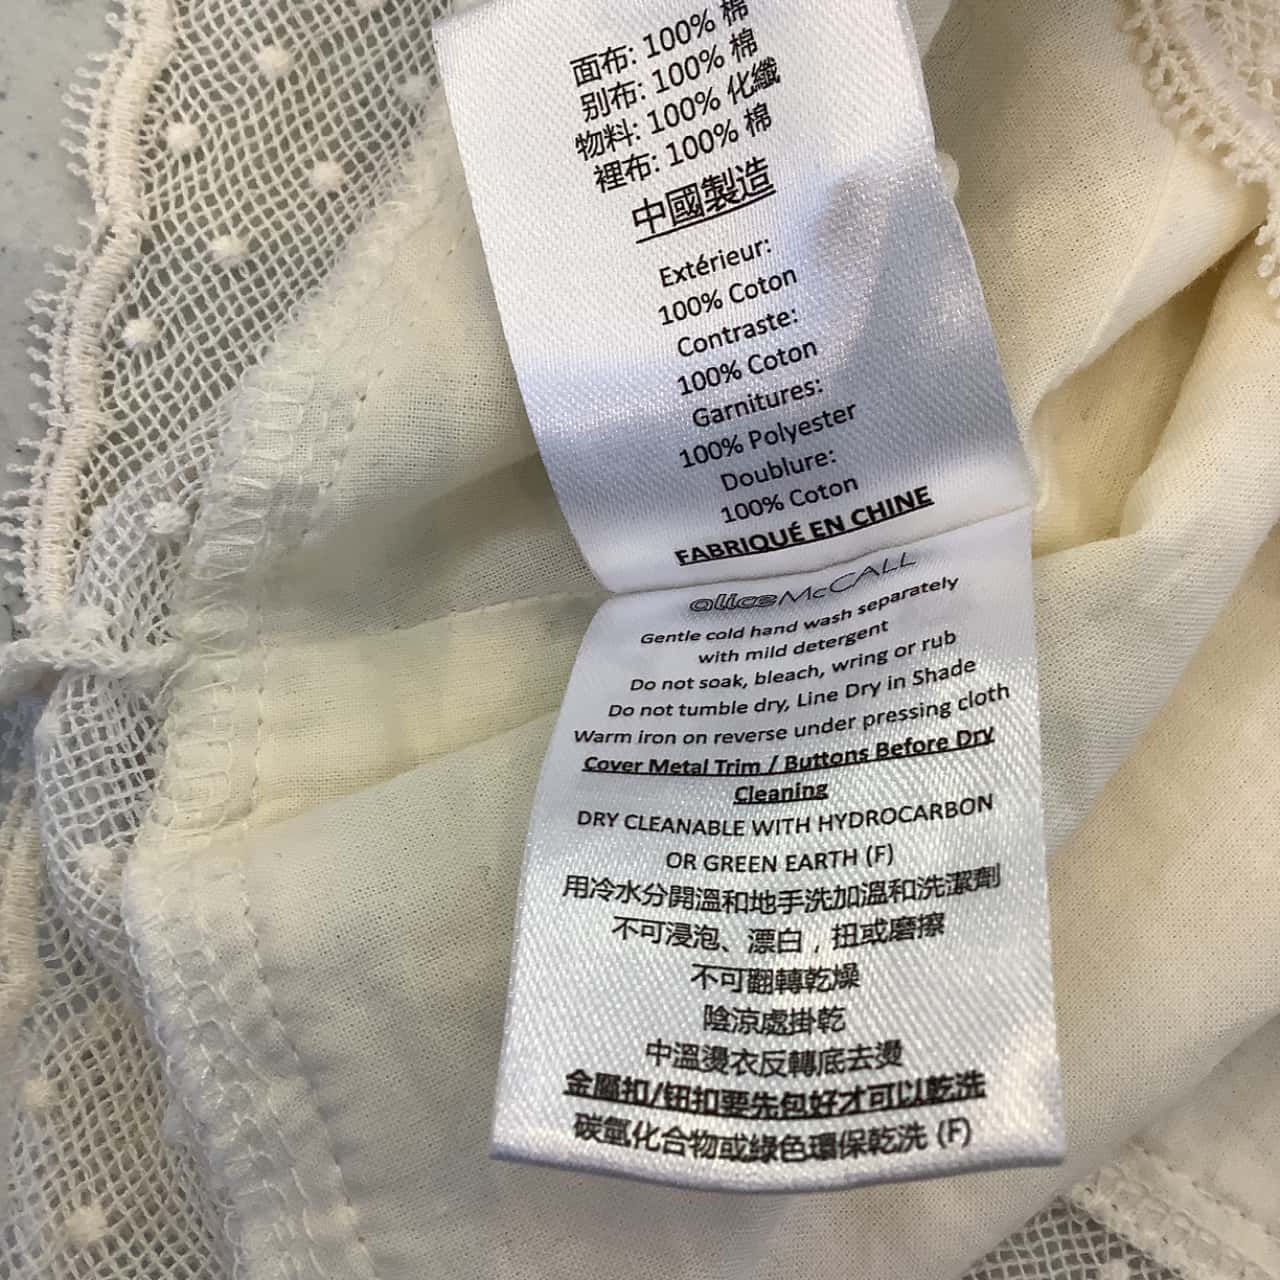 面布: 100% 棉
别布: 100% 棉
物料: 100% 化纖
裡布: 100% 棉
中國製造
Extérieur:
100% Coton
Contraste:
100% Coton
Garnitures:
100% Polyester
Doublure:
100% Coton
FABRIQUÉ EN CHINE
alice McCALL
Gentle cold hand wash separately
with mild detergent
Do not soak, bleach, wring or rub
Do not tumble dry, Line Dry in Shade
Warm iron on reverse under pressing cloth
Cover Metal Trim / Buttons Before Dry
Cleaning
DRY CLEANABLE WITH HYDROCARBON
OR GREEN EARTH (F)
用冷水分開溫和地手洗加溫和洗潔劑
不可浸泡、漂白，扭或磨擦
不可翻轉乾燥
陰涼處掛乾
中溫燙衣反轉底去燙
金屬扣/鈕扣要先包好才可以乾洗
碳氫化合物或綠色環保乾洗 (F)